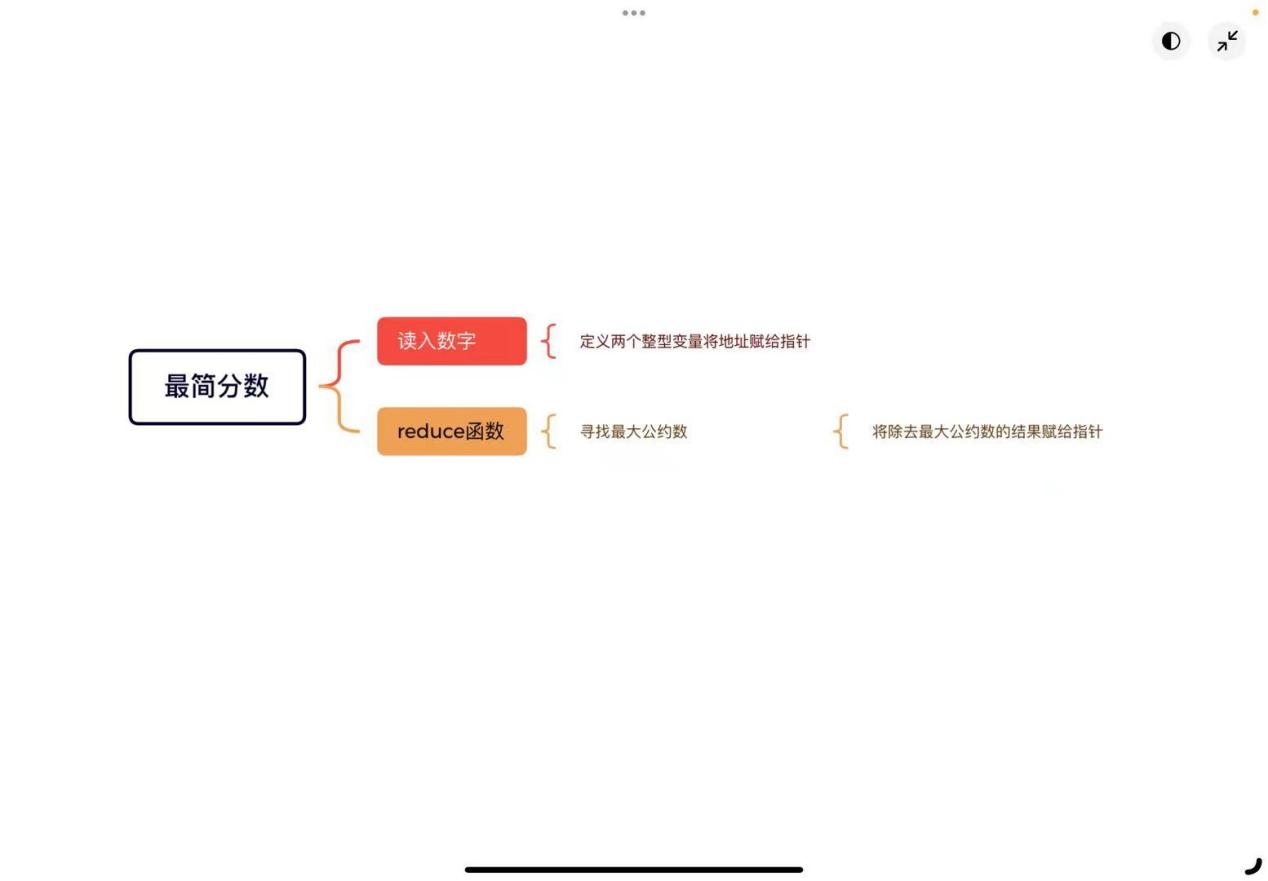 最简分数
读入数字
定义两个整型变量将地址赋给指针
reduce函数
寻找最大公约数
将除去最大公约数的结果赋给指针